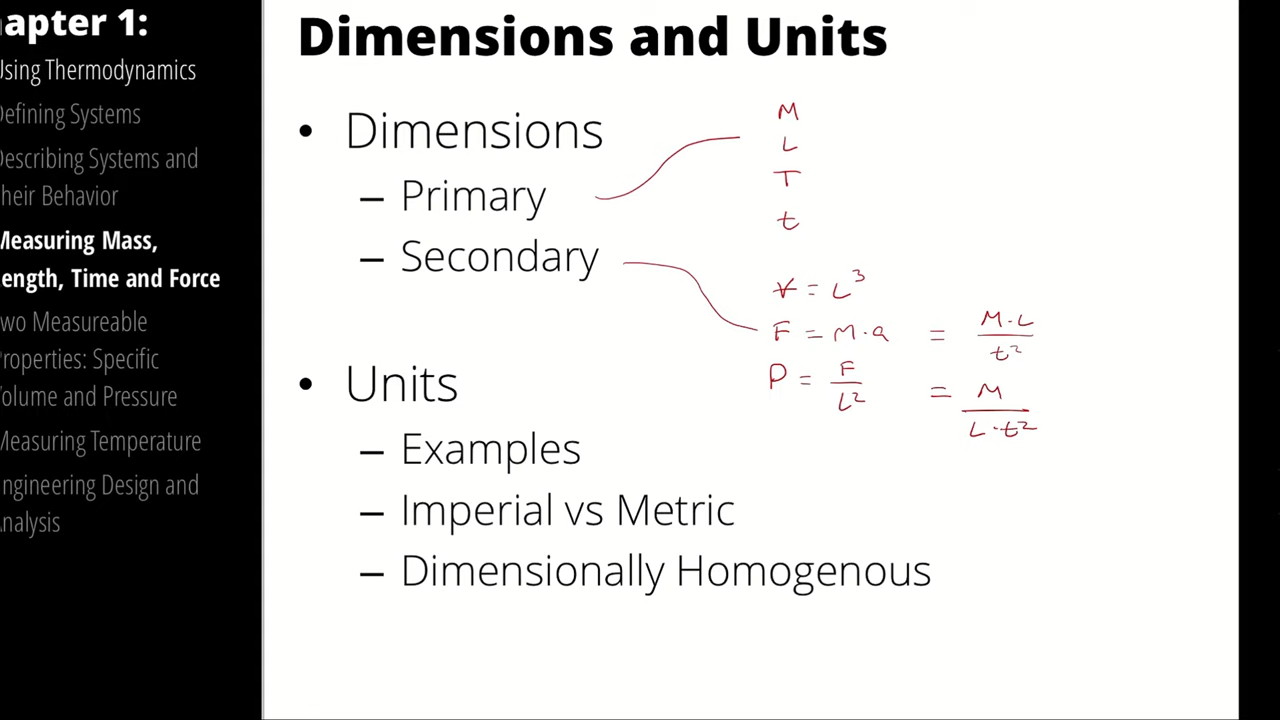 apter 1:
Using Thermodynamics
Defining Systems
Describing Systems and
heir Behavior
Measuring Mass,
ength, Time and Force
wo Measureable
roperties: Specific
olume and Pressure
Measuring Temperature
ngineering Design and
nalysis
Dimensions and Units
• Dimensions
– Primary
– Secondary
M
L
T
t
V = L³
F = M·a = M·L / t²
P = F / L² = M / L·t²
• Units
– Examples
– Imperial vs Metric
– Dimensionally Homogenous